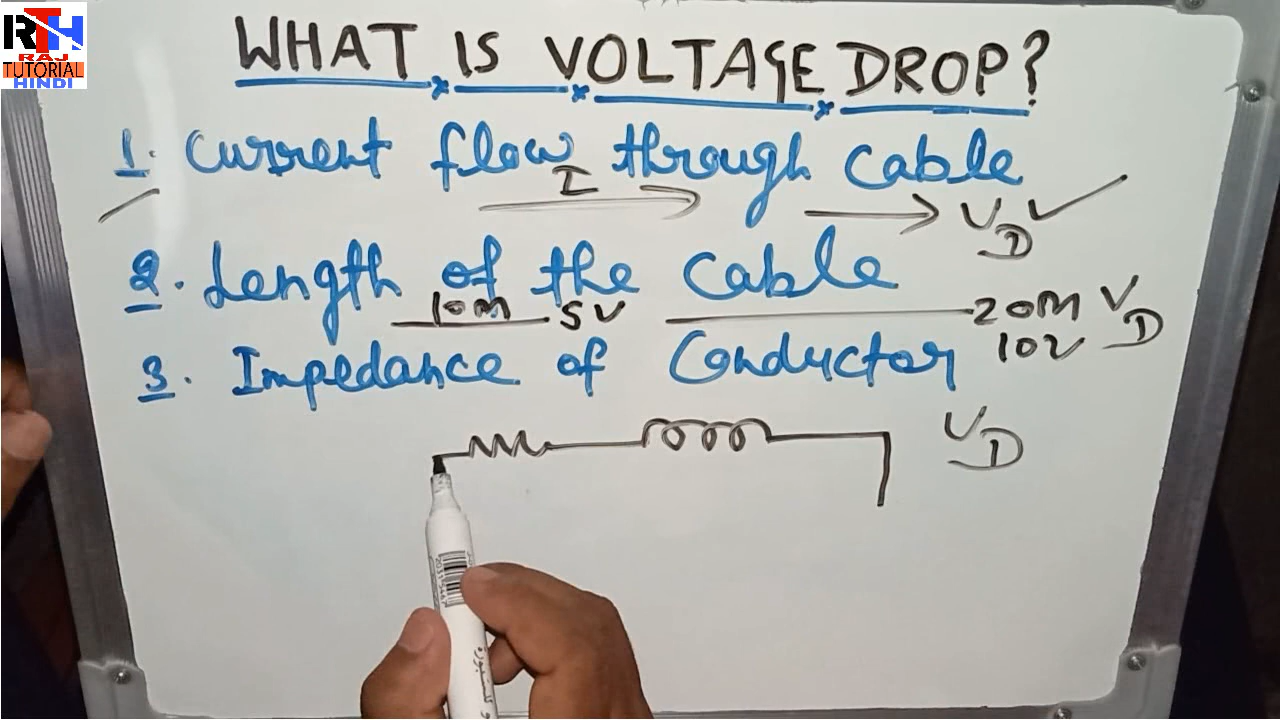 RTH
RAJ
TUTORIAL
HINDI
WHAT IS VOLTAGE DROP?
1. Current flow through cable
I
VD
2. Length of the Cable
10M 5V 20M VD
10V
3. Impedance of Conductor
VD